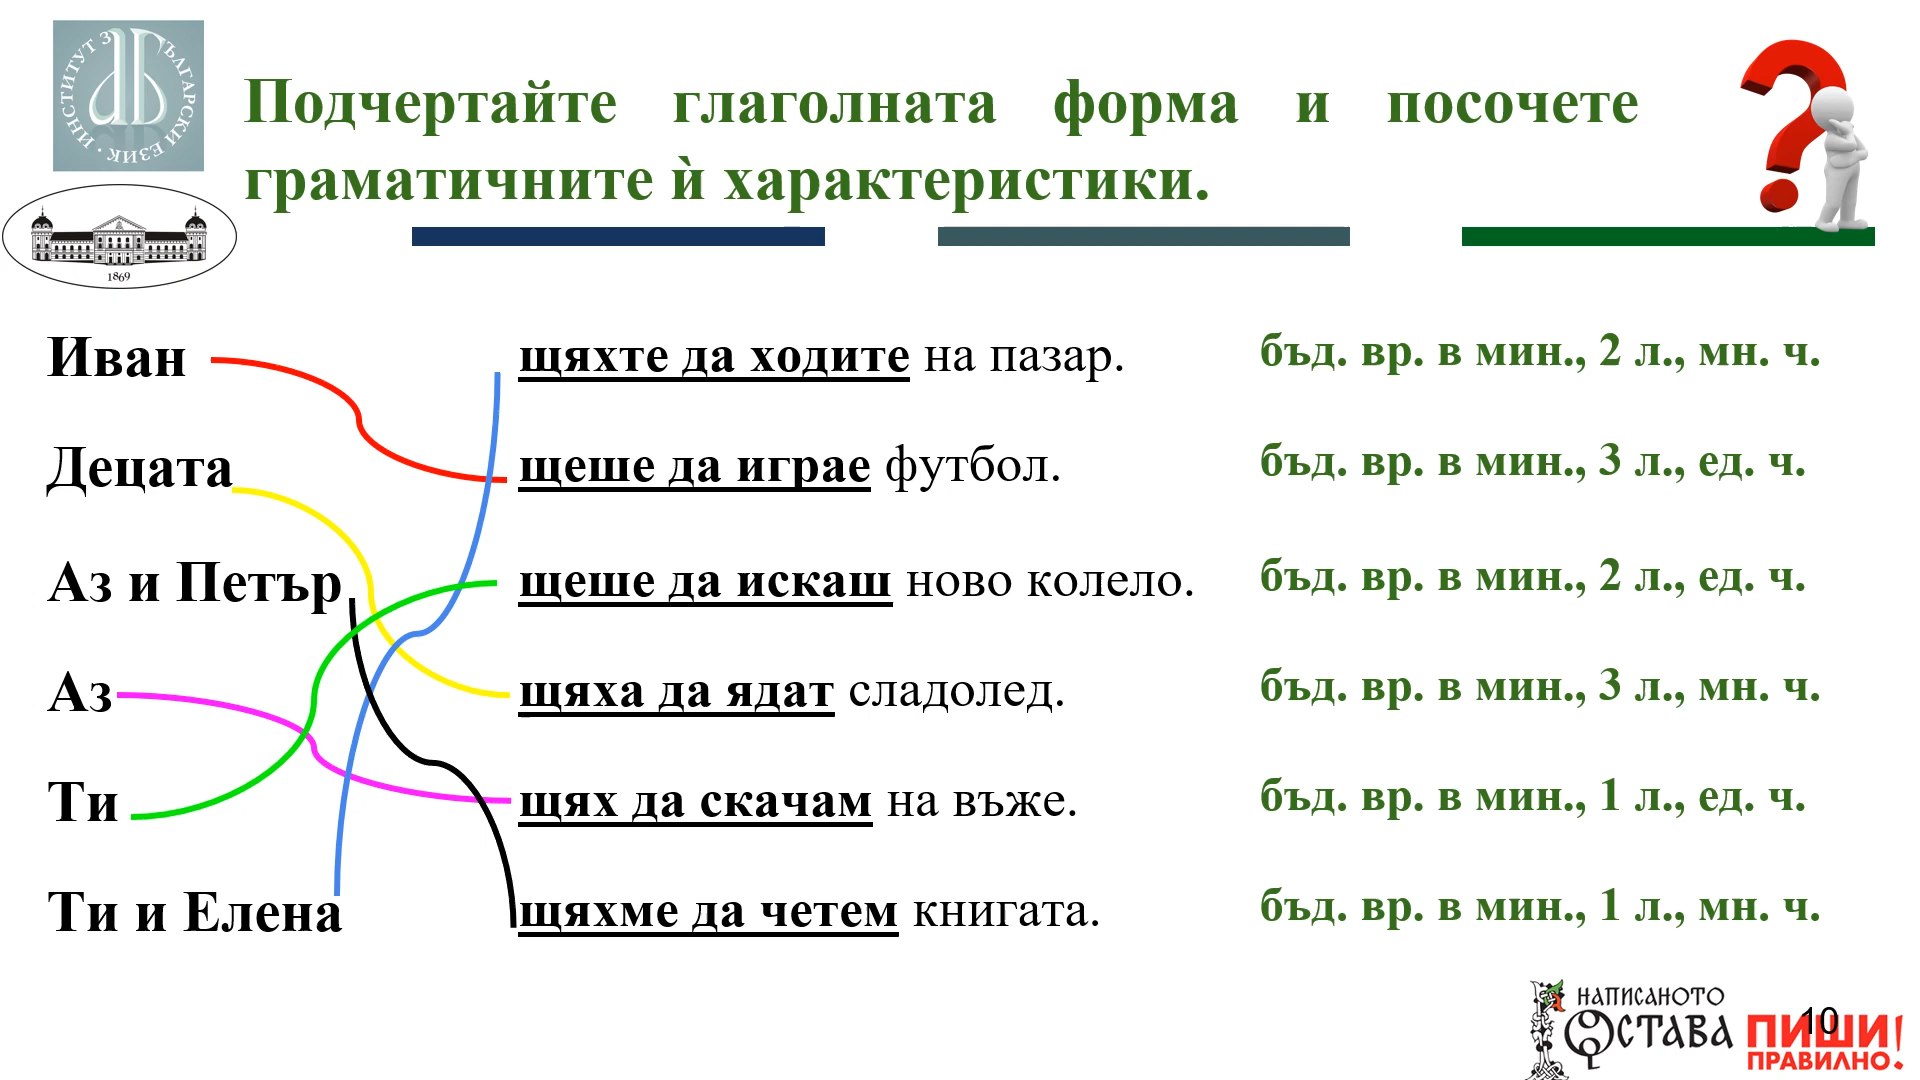 ИНСТИТУТ ЗА БЪЛГАРСКИ ЕЗИК
1869
Подчертайте глаголната форма и посочете
граматичните ѝ характеристики.
Иван щяхте да ходите на пазар. бъд. вр. в мин., 2 л., мн. ч.
Децата щеше да играе футбол. бъд. вр. в мин., 3 л., ед. ч.
Аз и Петър щеше да искаш ново колело. бъд. вр. в мин., 2 л., ед. ч.
Аз щяха да ядат сладолед. бъд. вр. в мин., 3 л., мн. ч.
Ти щях да скачам на въже. бъд. вр. в мин., 1 л., ед. ч.
Ти и Елена щяхме да четем книгата. бъд. вр. в мин., 1 л., мн. ч.
НАПИСАНОТО
ОСТАВА
ПИШИ!
ПРАВИЛНО!
10